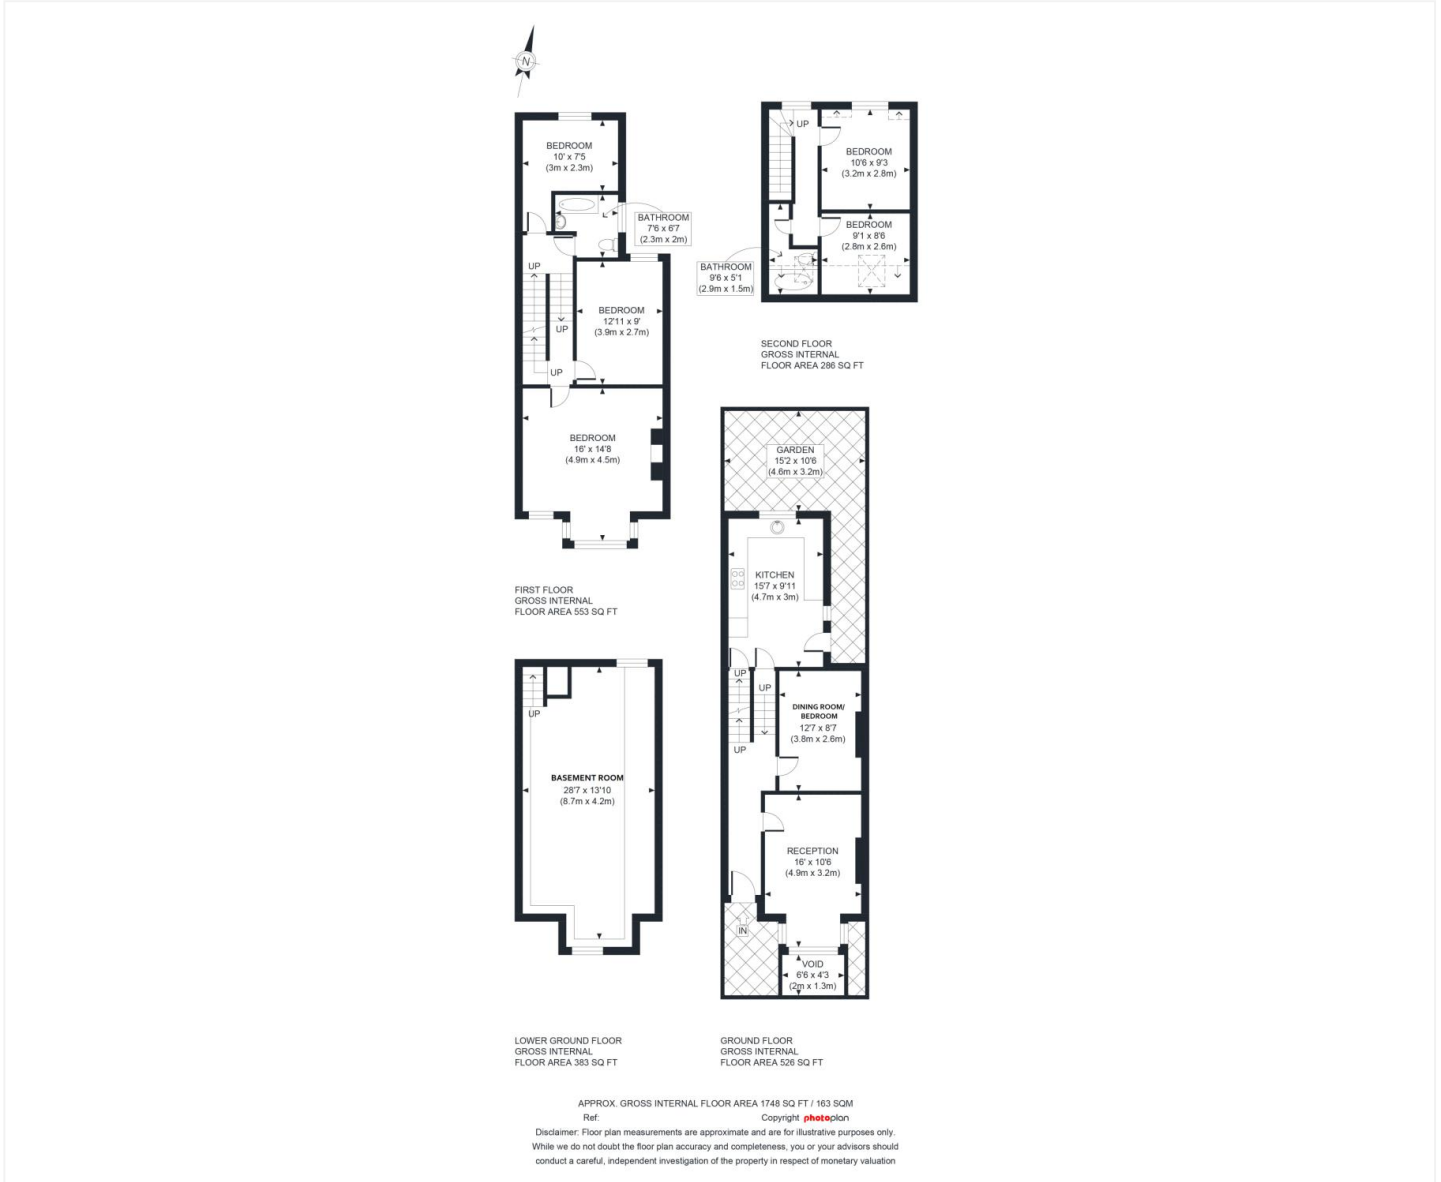 N
BEDROOM
10' x 7'5
(3m x 2.3m)
BATHROOM
7'6 x 6'7
(2.3m x 2m)
UP
UP
UP
BEDROOM
12'11 x 9'
(3.9m x 2.7m)
BEDROOM
16' x 14'8
(4.9m x 4.5m)
FIRST FLOOR
GROSS INTERNAL
FLOOR AREA 553 SQ FT
UP
BEDROOM
10'6 x 9'3
(3.2m x 2.8m)
BEDROOM
9'1 x 8'6
(2.8m x 2.6m)
BATHROOM
9'6 x 5'1
(2.9m x 1.5m)
SECOND FLOOR
GROSS INTERNAL
FLOOR AREA 286 SQ FT
UP
BASEMENT ROOM
28'7 x 13'10
(8.7m x 4.2m)
LOWER GROUND FLOOR
GROSS INTERNAL
FLOOR AREA 383 SQ FT
GARDEN
15'2 x 10'6
(4.6m x 3.2m)
KITCHEN
15'7 x 9'11
(4.7m x 3m)
UP
UP
UP
DINING ROOM/
BEDROOM
12'7 x 8'7
(3.8m x 2.6m)
RECEPTION
16' x 10'6
(4.9m x 3.2m)
IN
VOID
6'6 x 4'3
(2m x 1.3m)
GROUND FLOOR
GROSS INTERNAL
FLOOR AREA 526 SQ FT
APPROX. GROSS INTERNAL FLOOR AREA 1748 SQ FT / 163 SQM
Ref: Copyright photoplan
Disclaimer: Floor plan measurements are approximate and are for illustrative purposes only.
While we do not doubt the floor plan accuracy and completeness, you or your advisors should
conduct a careful, independent investigation of the property in respect of monetary valuation